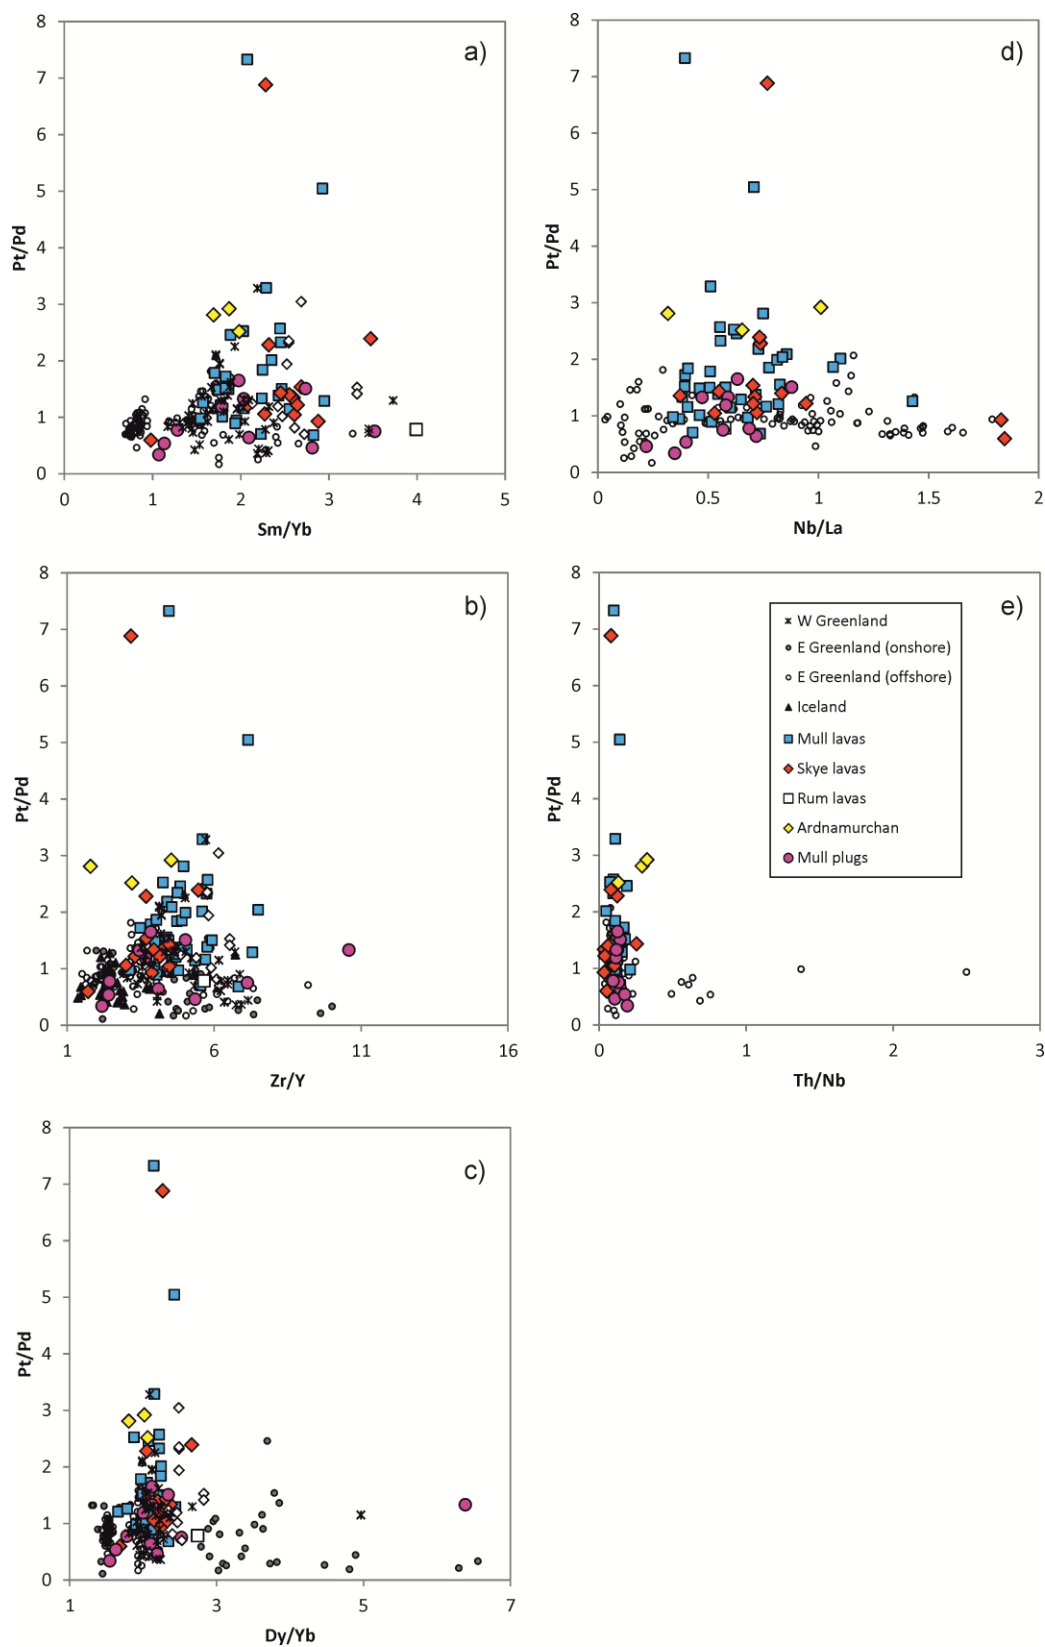 8
7
6
5
4
3
2
1
0
Pt/Pd
a)
0 1 2 3 4 5
Sm/Yb
8
7
6
5
4
3
2
1
0
Pt/Pd
d)
0 0.5 1 1.5 2
Nb/La
8
7
6
5
4
3
2
1
0
Pt/Pd
b)
1 6 11 16
Zr/Y
8
7
6
5
4
3
2
1
0
Pt/Pd
e)
W Greenland
E Greenland (onshore)
E Greenland (offshore)
Iceland
Mull lavas
Skye lavas
Rum lavas
Ardnamurchan
Mull plugs
0 1 2 3
Th/Nb
8
7
6
5
4
3
2
1
0
Pt/Pd
c)
1 3 5 7
Dy/Yb